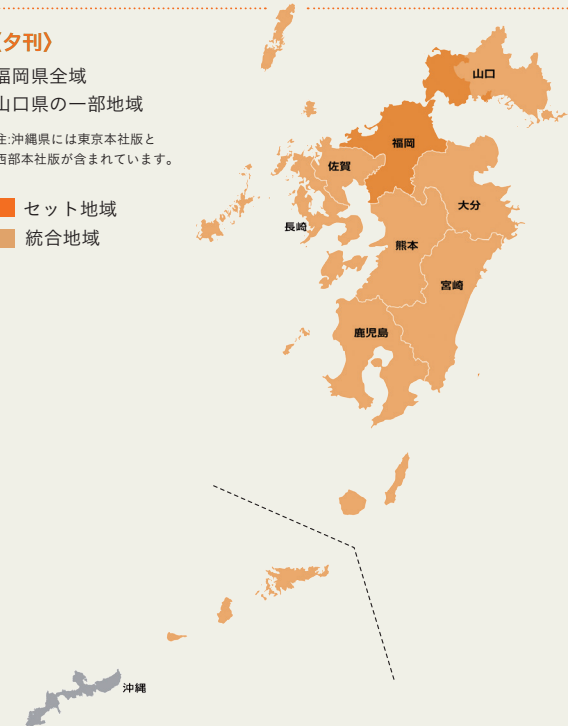 夕刊〉
福岡県全域
山口県の一部地域
注:沖縄県には東京本社版と
西部本社版が含まれています。
セット地域
統合地域
山口
福岡
佐賀
大分
長崎
熊本
宮崎
鹿児島
沖縄